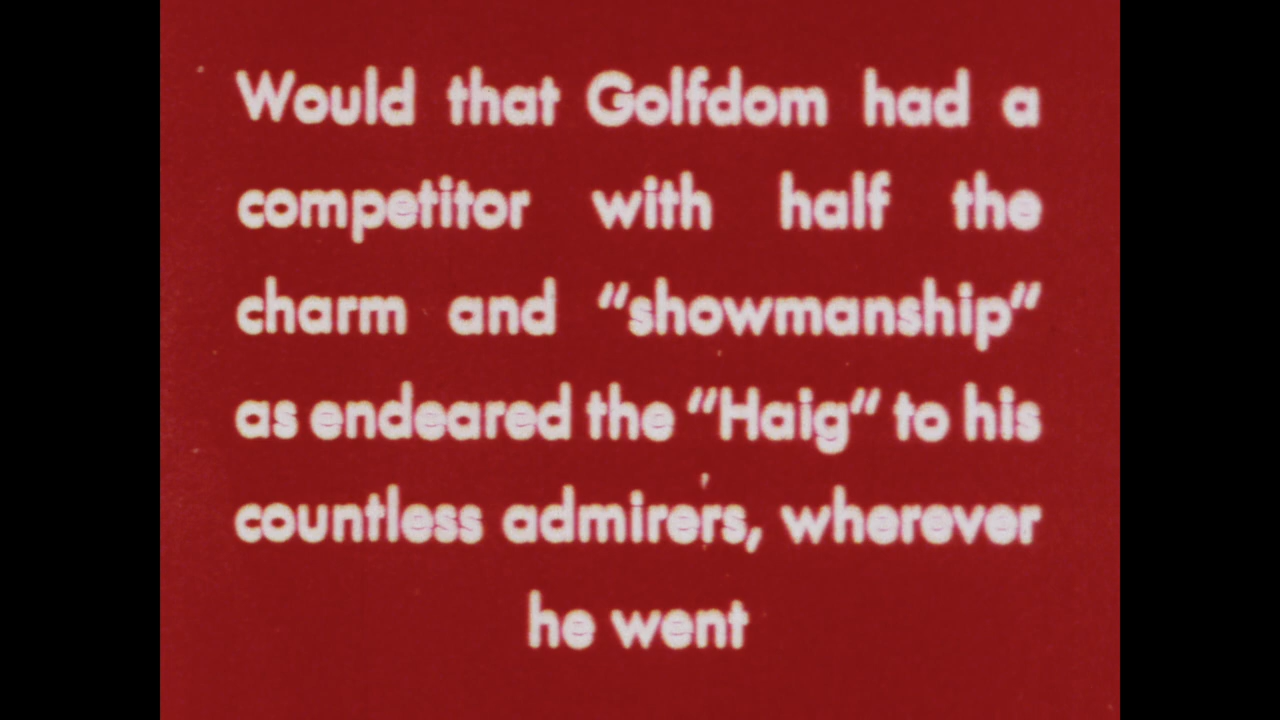 Would that Golfdom had a
competitor with half the
charm and “showmanship“
as endeared the “Haig“ to his
countless admirers, wherever
he went